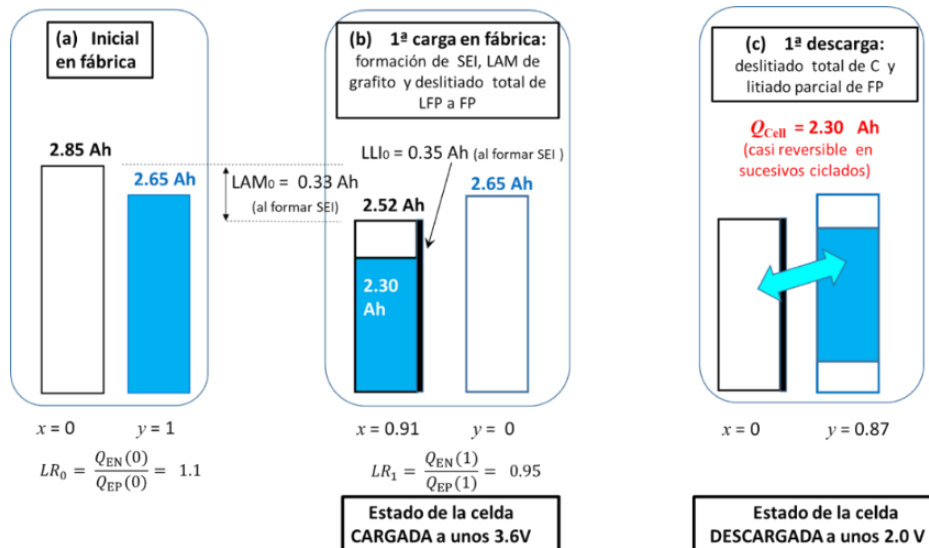 (a) Inicial
en fábrica
2.85 Ah
2.65 Ah
LAM₀ = 0.33 Ah
(al formar SEI)
x = 0
y = 1
LR₀ = Q_EN(0) / Q_EP(0) = 1.1
(b) 1ª carga en fábrica:
formación de SEI, LAM de
grafito y deslitiado total de
LFP a FP
LLI₀ = 0.35 Ah (al formar SEI )
2.52 Ah
2.65 Ah
2.30
Ah
x = 0.91
y = 0
LR₁ = Q_EN(1) / Q_EP(1) = 0.95
Estado de la celda
CARGADA a unos 3.6V
(c) 1ª descarga:
deslitiado total de C y
litiado parcial de FP
Q_Cell = 2.30 Ah
(casi reversible en
sucesivos ciclados)
x = 0
y = 0.87
Estado de la celda
DESCARGADA a unos 2.0 V